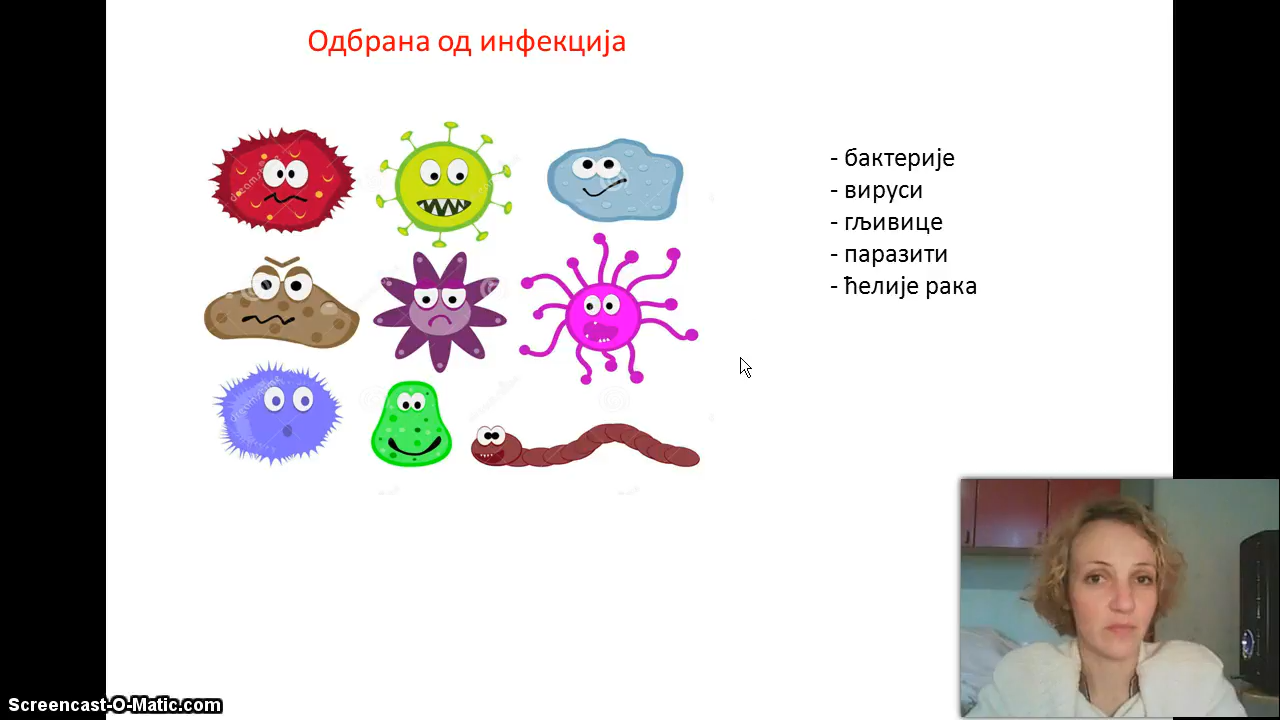 Одбрана од инфекција
- бактерије
- вируси
- гљивице
- паразити
- ћелије рака
Screencast-O-Matic.com